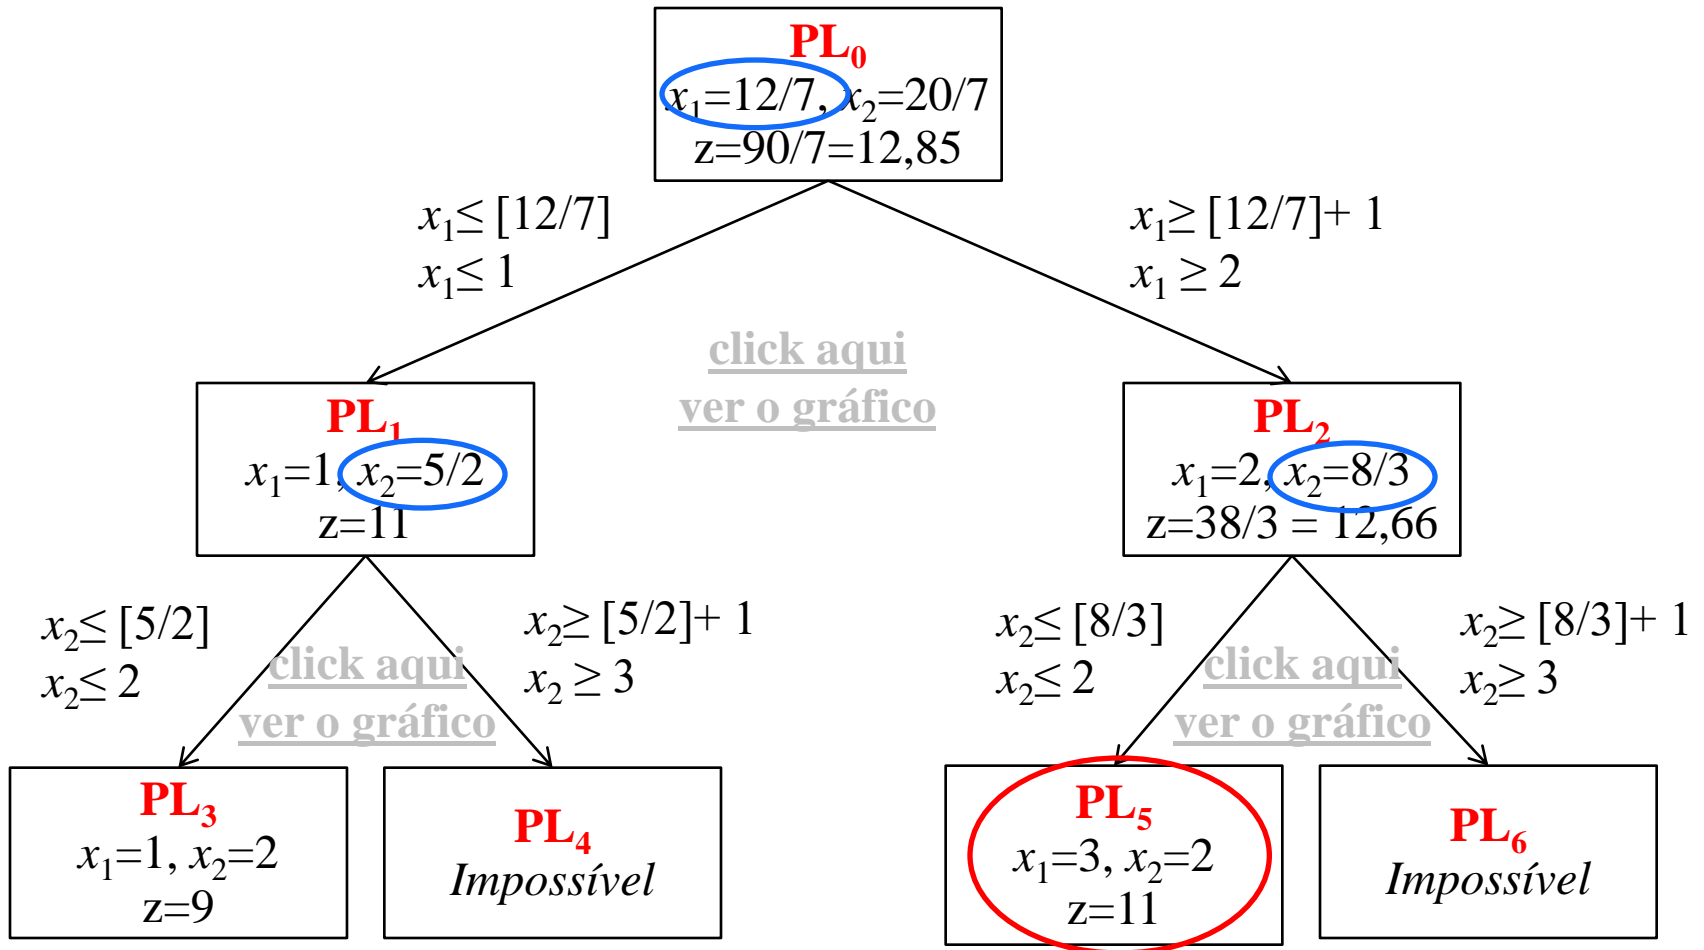 PL₀
x₁=12/7, x₂=20/7
z=90/7=12,85
x₁≤ [12/7]
x₁≤ 1
x₁≥ [12/7]+ 1
x₁ ≥ 2
click aqui
ver o gráfico
PL₁
x₁=1, x₂=5/2
z=11
PL₂
x₁=2, x₂=8/3
z=38/3 = 12,66
x₂≤ [5/2]
x₂≤ 2
x₂≥ [5/2]+ 1
x₂ ≥ 3
click aqui
ver o gráfico
x₂≤ [8/3]
x₂≤ 2
x₂≥ [8/3]+ 1
x₂≥ 3
click aqui
ver o gráfico
PL₃
x₁=1, x₂=2
z=9
PL₄
Impossível
PL₅
x₁=3, x₂=2
z=11
PL₆
Impossível